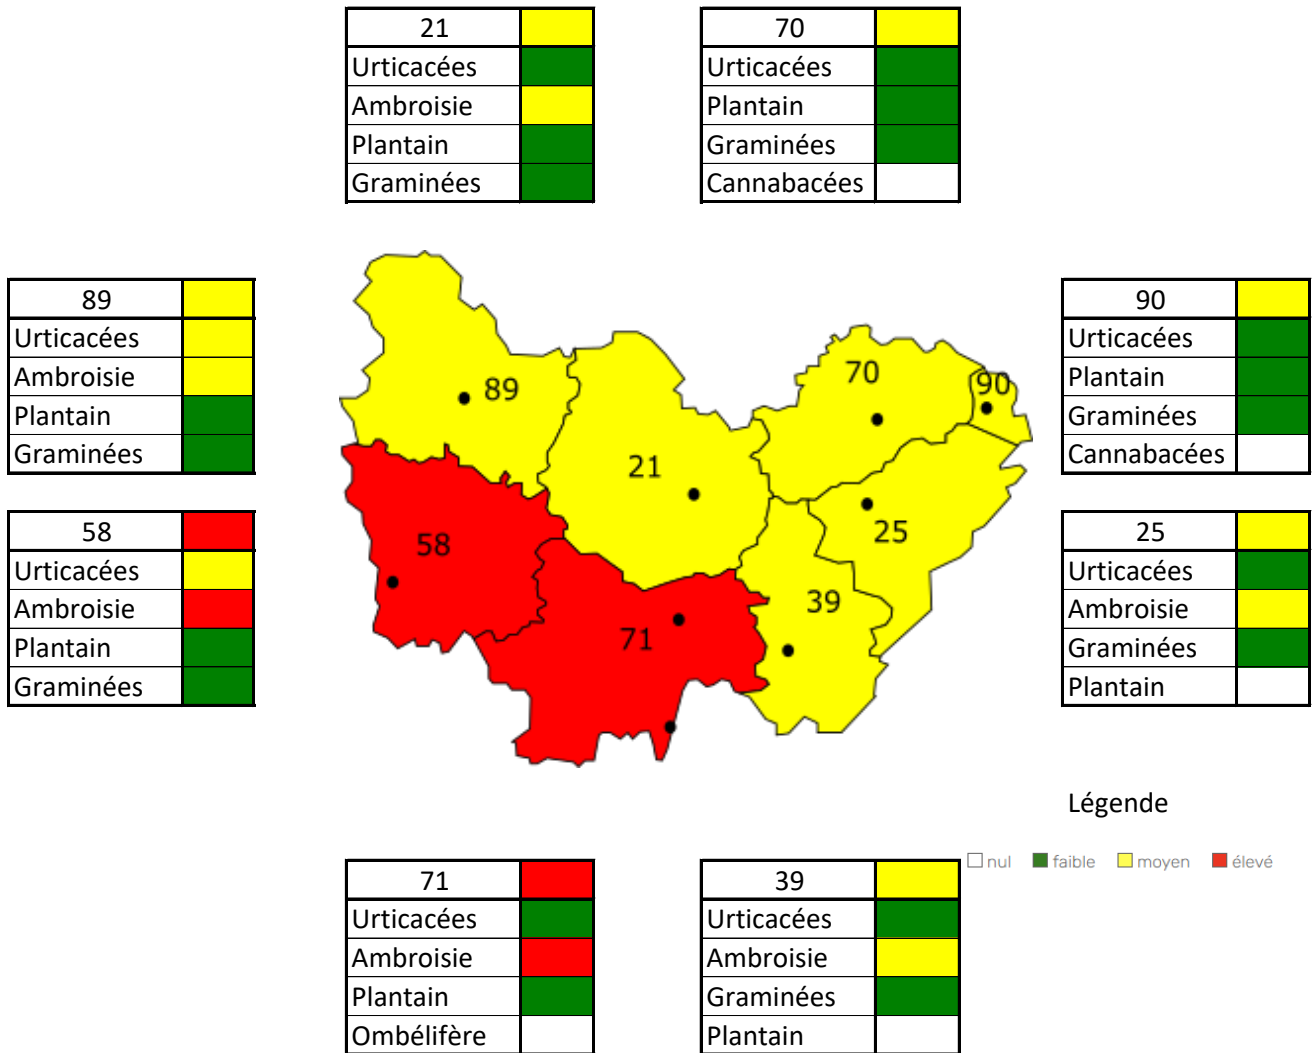 21
Urticacées
Ambroisie
Plantain
Graminées
70
Urticacées
Plantain
Graminées
Cannabacées
89
Urticacées
Ambroisie
Plantain
Graminées
58
Urticacées
Ambroisie
Plantain
Graminées
89
70
90
21
25
58
39
71
90
Urticacées
Plantain
Graminées
Cannabacées
25
Urticacées
Ambroisie
Graminées
Plantain
Légende
nul faible moyen élevé
71
Urticacées
Ambroisie
Plantain
Ombélifère
39
Urticacées
Ambroisie
Graminées
Plantain